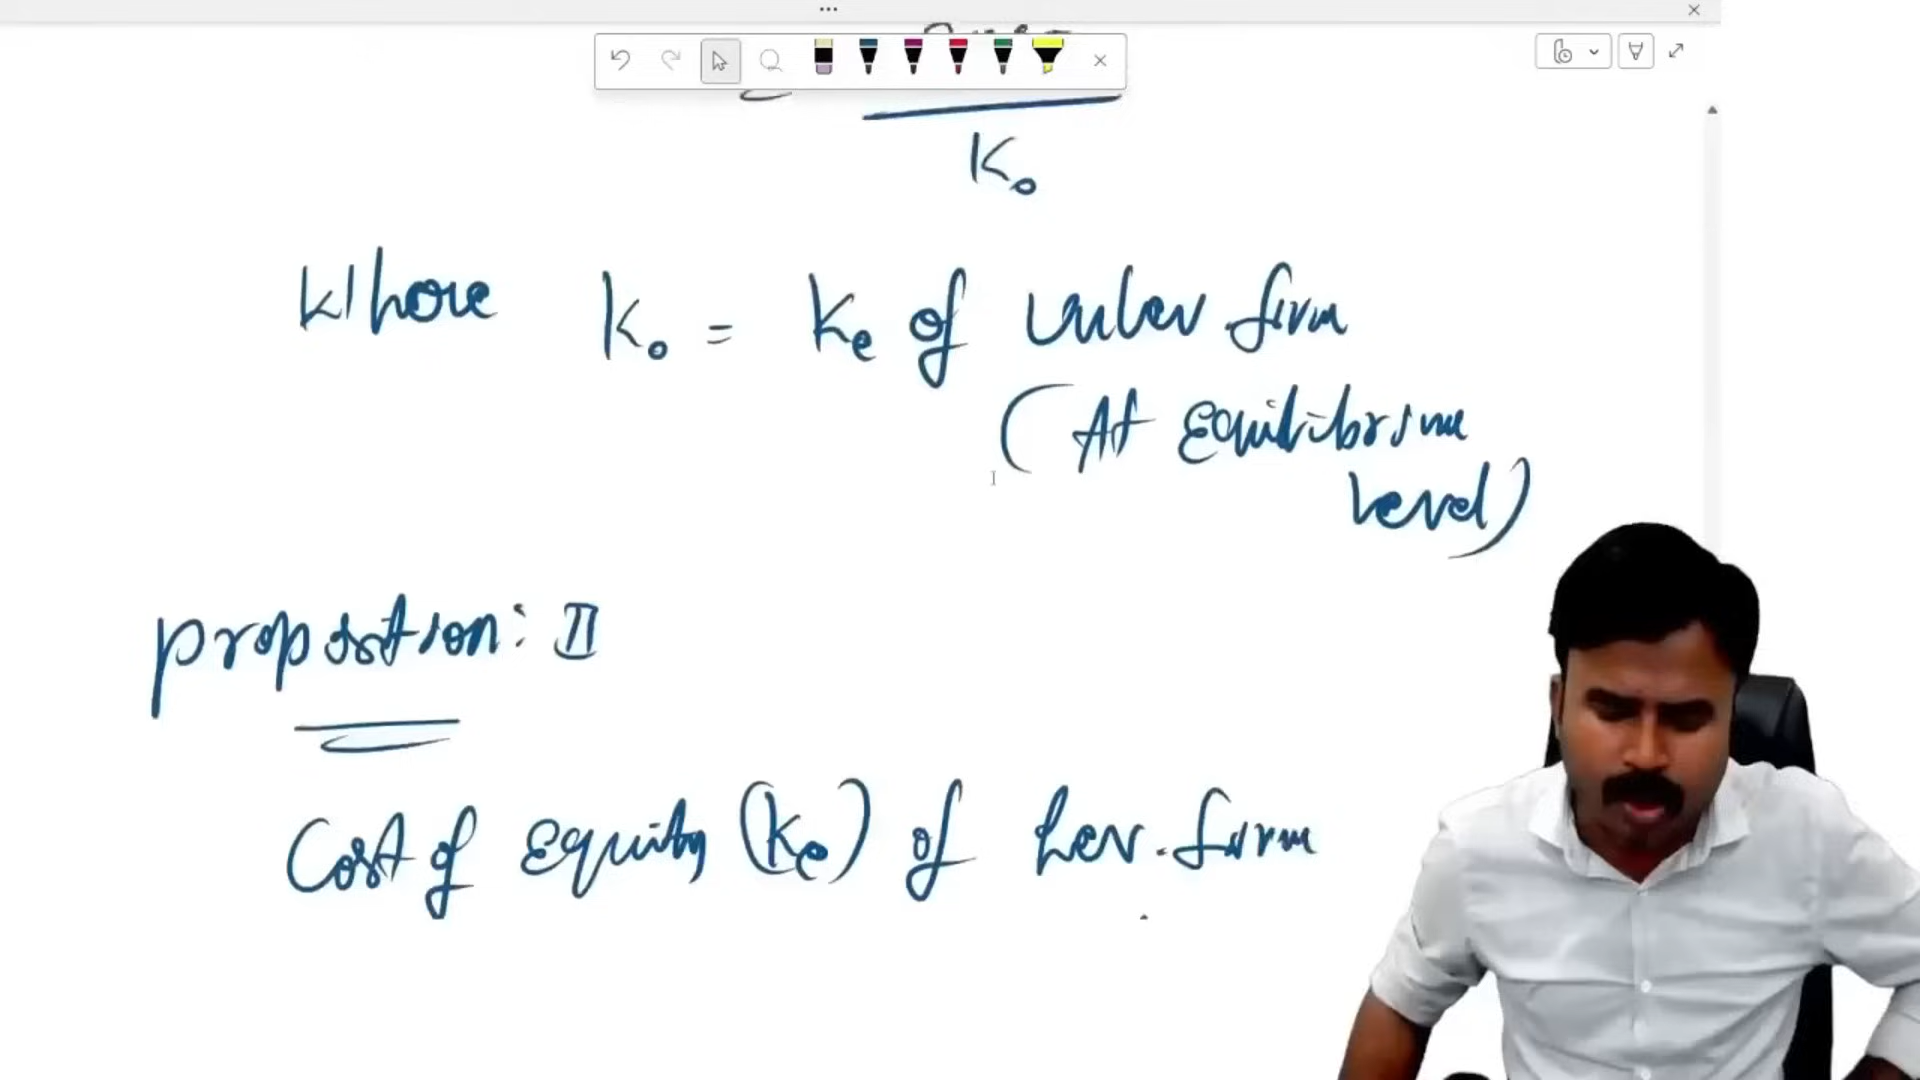 K₀
Where K₀ = Ke of Unlev. firm
(At Equilibrium
Level)
proposition: II
Cost of Equity (Ke) of Lev. firm